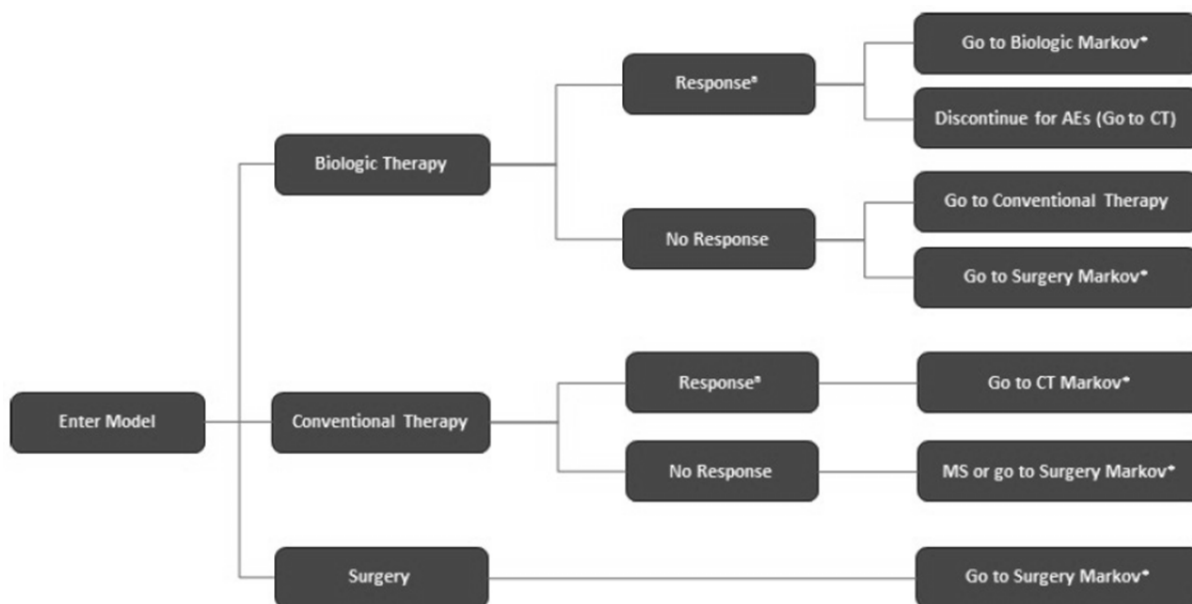 Go to Biologic Markov*
Response ª
Discontinue for AEs (Go to CT)
Biologic Therapy
Go to Conventional Therapy
No Response
Go to Surgery Markov*
Response ª
Go to CT Markov*
Enter Model
Conventional Therapy
No Response
MS or go to Surgery Markov*
Surgery
Go to Surgery Markov*